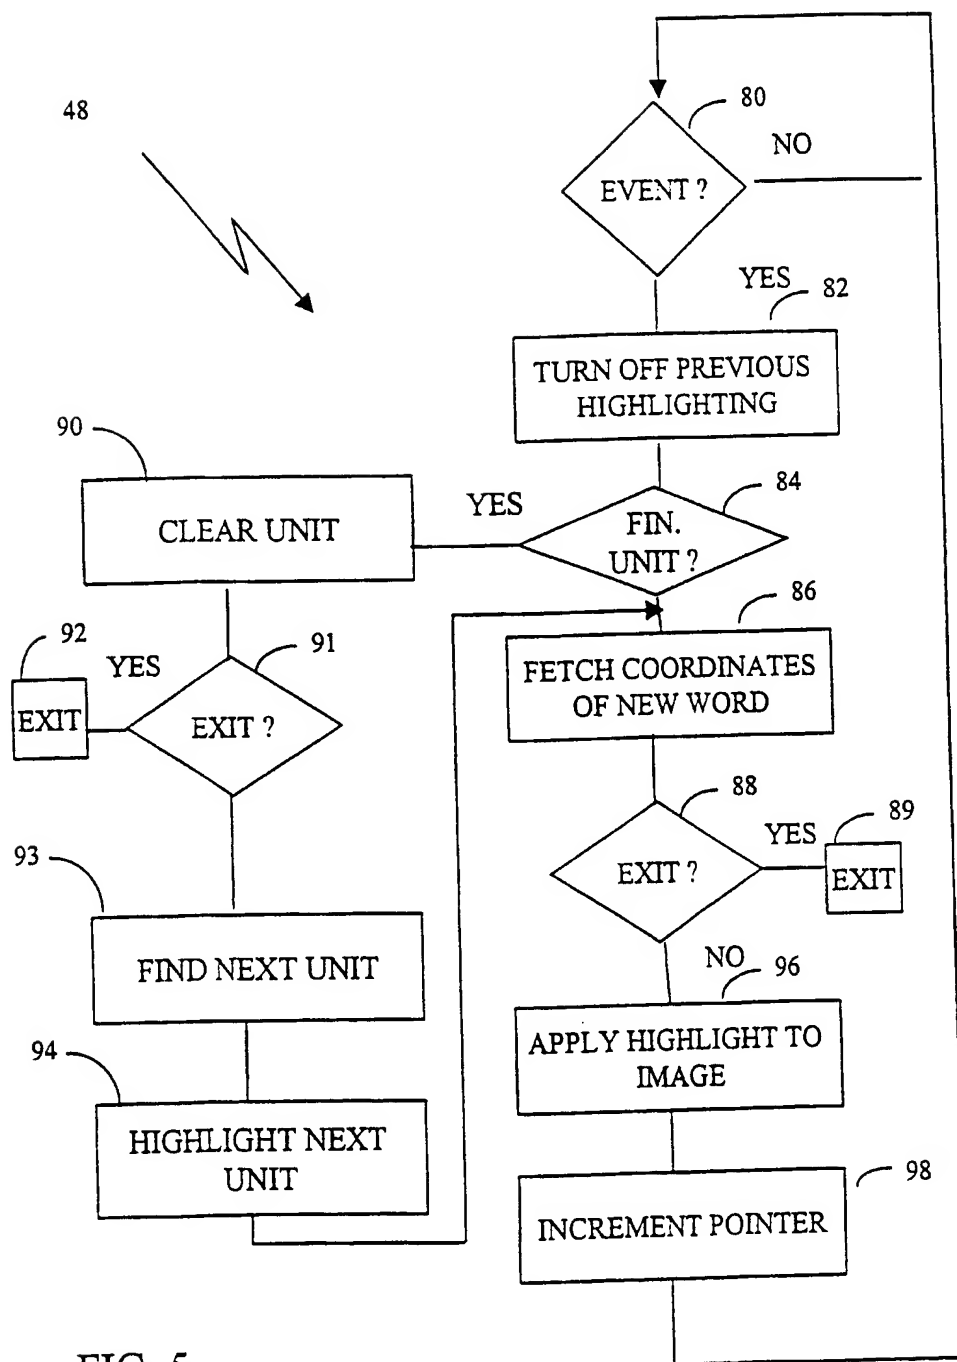 48
80
EVENT ?
NO
YES
82
TURN OFF PREVIOUS
HIGHLIGHTING
90
CLEAR UNIT
YES
84
FIN.
UNIT ?
86
FETCH COORDINATES
OF NEW WORD
92
YES
91
EXIT
EXIT ?
88
89
EXIT ?
YES
EXIT
93
FIND NEXT UNIT
NO
96
APPLY HIGHLIGHT TO
IMAGE
94
HIGHLIGHT NEXT
UNIT
98
INCREMENT POINTER
FIG. 5